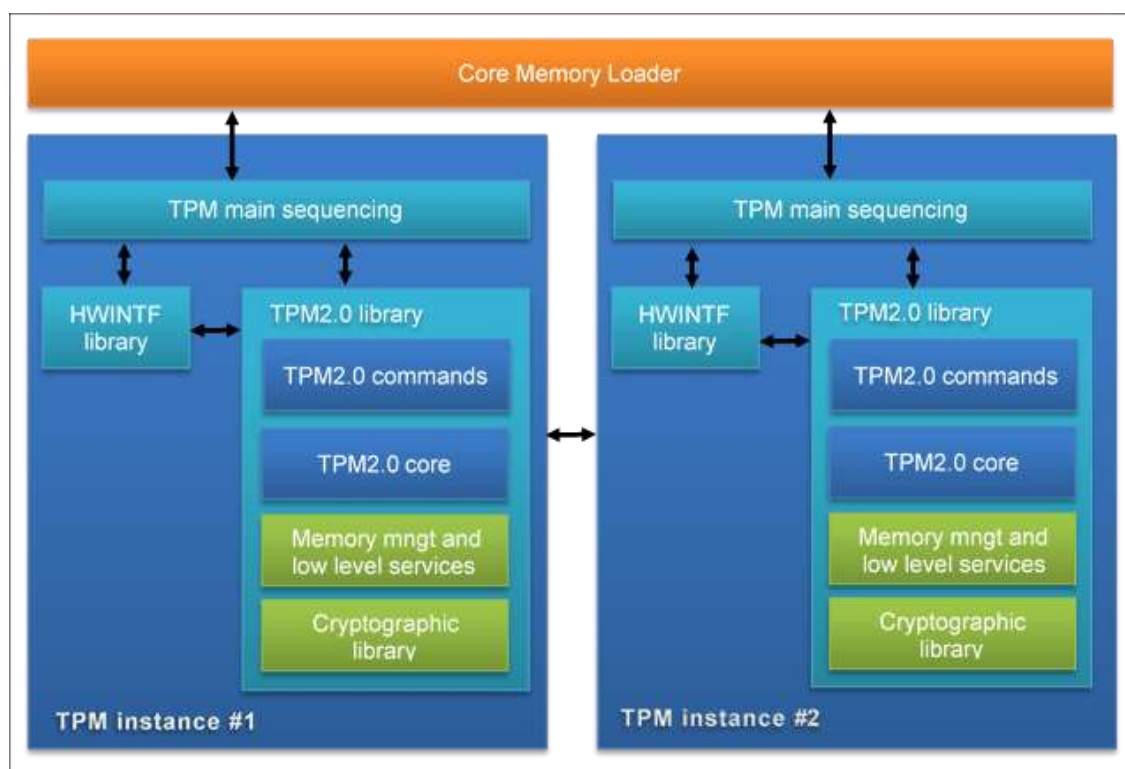 Core Memory Loader
TPM main sequencing
HWINTF
library
TPM2.0 library
TPM2.0 commands
TPM2.0 core
Memory mngt and
low level services
Cryptographic
library
TPM instance #1
TPM main sequencing
HWINTF
library
TPM2.0 library
TPM2.0 commands
TPM2.0 core
Memory mngt and
low level services
Cryptographic
library
TPM instance #2